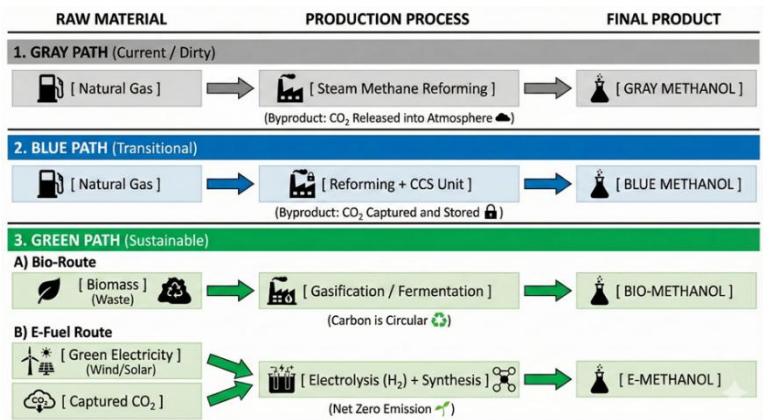 RAW MATERIAL PRODUCTION PROCESS FINAL PRODUCT
1. GRAY PATH (Current / Dirty)
[ Natural Gas ] [ Steam Methane Reforming ] [ GRAY METHANOL ]
(Byproduct: CO₂ Released into Atmosphere )
2. BLUE PATH (Transitional)
[ Natural Gas ] [ Reforming + CCS Unit ] [ BLUE METHANOL ]
(Byproduct: CO₂ Captured and Stored )
3. GREEN PATH (Sustainable)
A) Bio-Route
[ Biomass ] [ Gasification / Fermentation ] [ BIO-METHANOL ]
(Waste)
(Carbon is Circular )
B) E-Fuel Route
[ Green Electricity ]
(Wind/Solar)
[ Electrolysis (H₂) + Synthesis ] [ E-METHANOL ]
CO₂ [ Captured CO₂ ]
(Net Zero Emission )